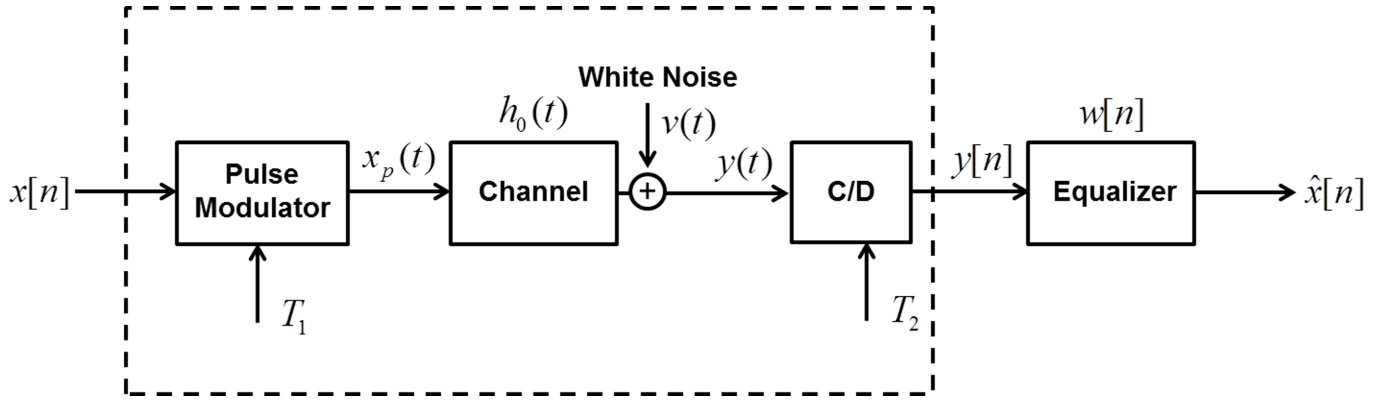 White Noise
h₀(t)
v(t)
w[n]
x[n]
Pulse
Modulator
xₚ(t)
Channel
+
y(t)
C/D
y[n]
Equalizer
x̂[n]
T₁
T₂